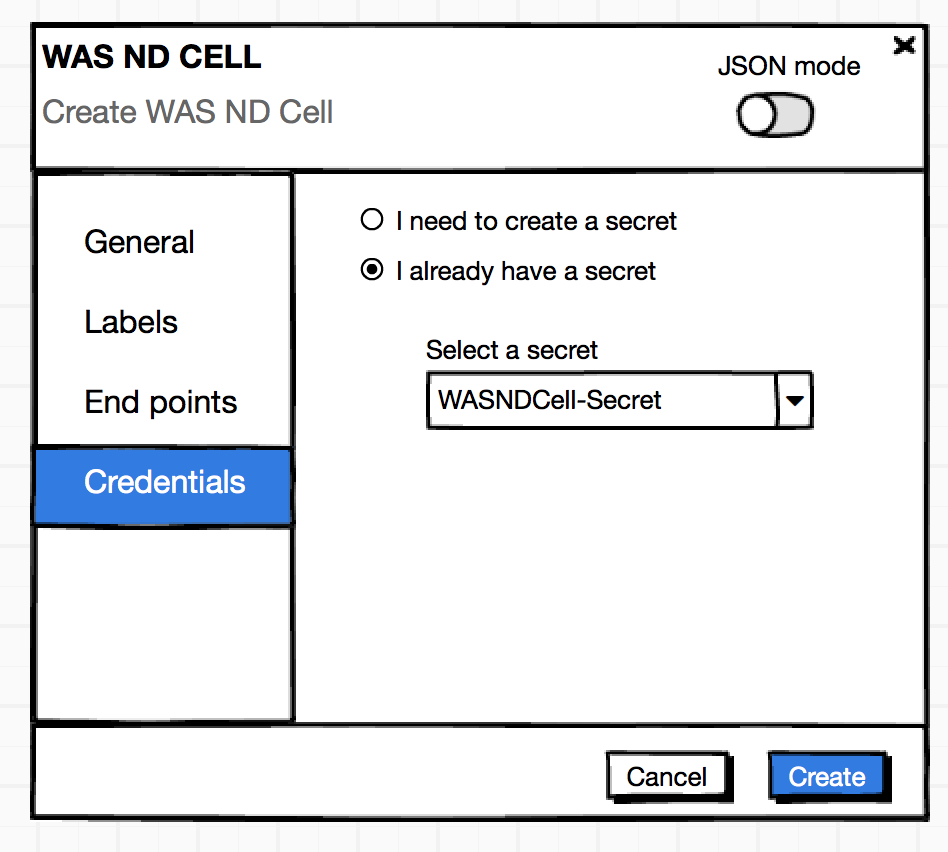 WAS ND CELL
JSON mode
Create WAS ND Cell
General
Labels
End points
Credentials
I need to create a secret
I already have a secret
Select a secret
WASNDCell-Secret
Cancel
Create